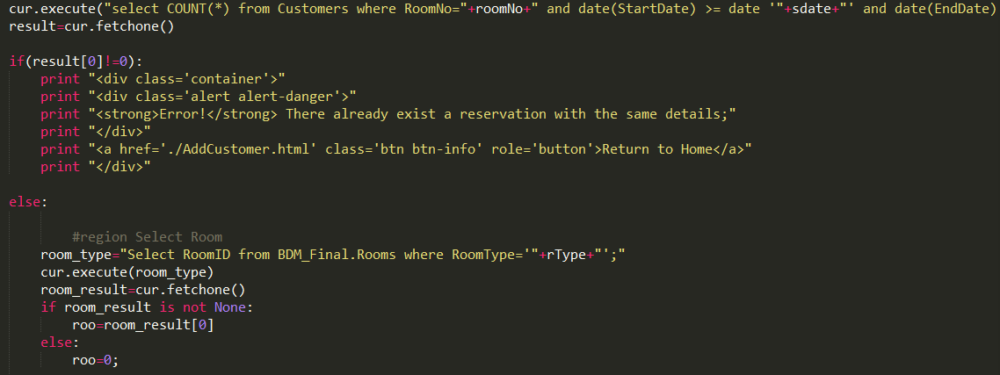 cur.execute("select COUNT(*) from Customers where RoomNo="+roomNo+" and date(StartDate) >= date '"+sdate+"' and date(EndDate)
result=cur.fetchone()
if(result[0]!=0):
print "<div class='container'>"
print "<div class='alert alert-danger'>"
print "<strong>Error!</strong> There already exist a reservation with the same details;"
print "</div>"
print "<a href='./AddCustomer.html' class='btn btn-info' role='button'>Return to Home</a>"
print "</div>"
else:
#region Select Room
room_type="Select RoomID from BDM_Final.Rooms where RoomType='"+rType+"';"
cur.execute(room_type)
room_result=cur.fetchone()
if room_result is not None:
roo=room_result[0]
else:
roo=0;